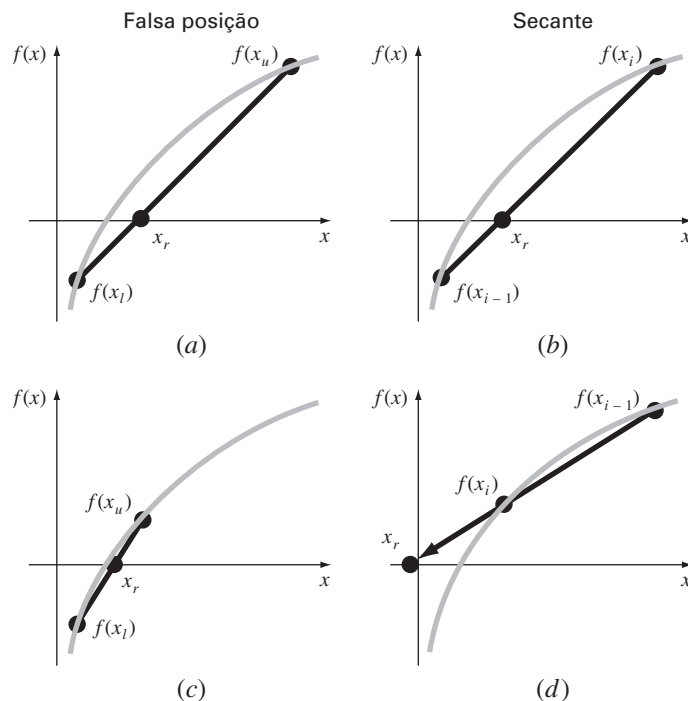 Falsa posição
Secante
f(x)
f(x_u)
x_r
x
f(x_l)
(a)
f(x)
f(x_i)
x_r
x
f(x_{i – 1})
(b)
f(x)
f(x_u)
x_r
x
f(x_l)
(c)
f(x)
f(x_{i – 1})
f(x_i)
x_r
x
(d)